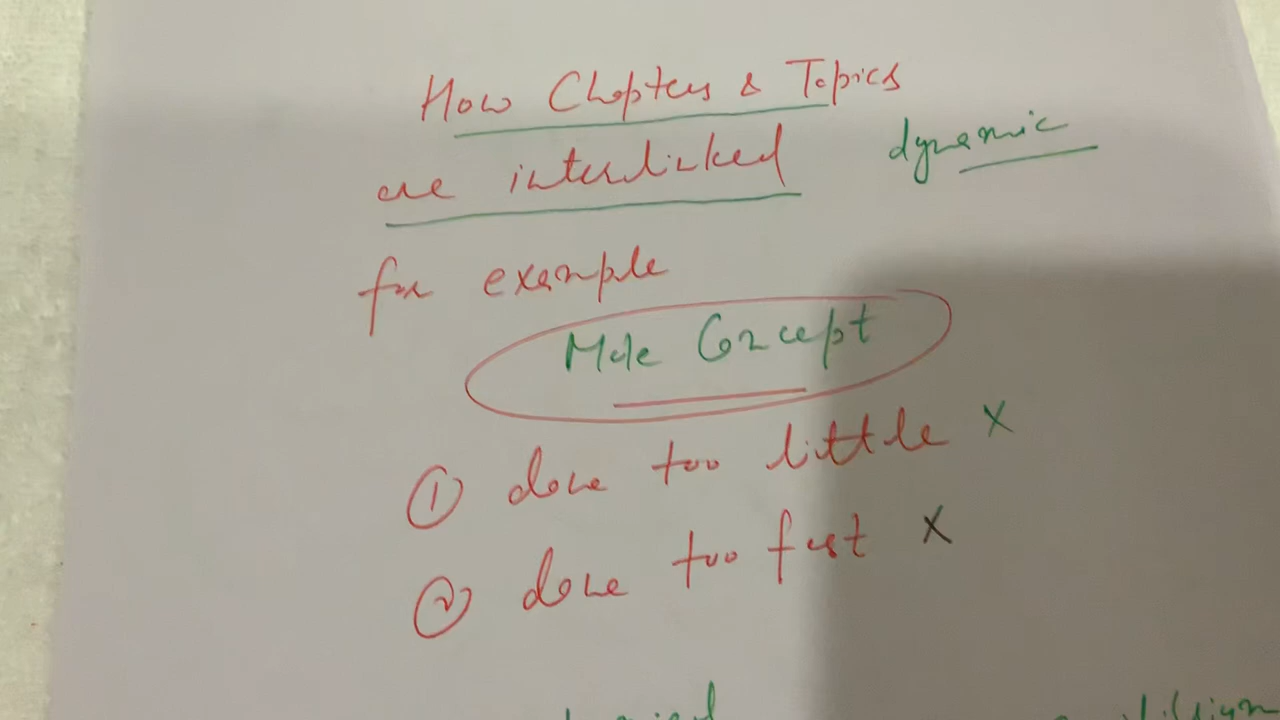 How Chapters & Topics
are interlinked dynamic
for example
Mole Concept
① done too little ×
② done too fast ×